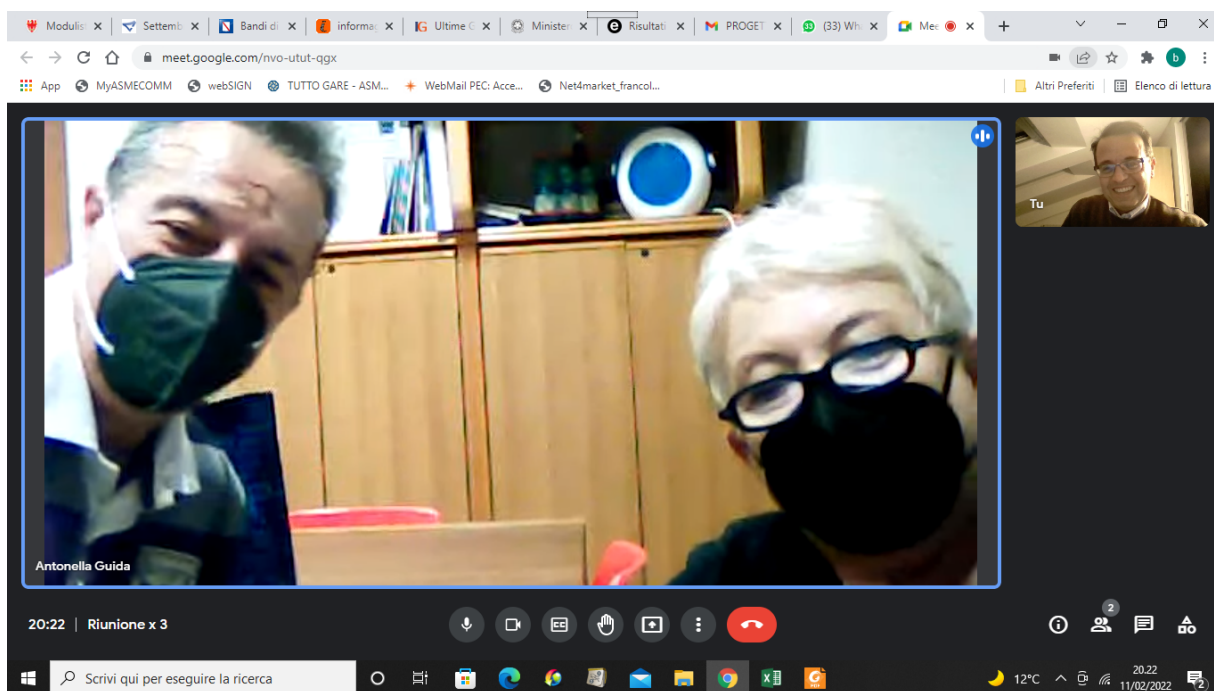 Modulis
Settemb
Bandi di
informa
Ultime G
Minister
Risultati
PROGET
(33) Wh
Mee
meet.google.com/nvo-utut-qgx
b
App
MyASMECOMM
webSIGN
TUTTO GARE - ASM...
WebMail PEC: Acce...
Net4market_francol...
Altri Preferiti
Elenco di lettura
Tu
Antonella Guida
20:22 | Riunione x 3
2
Scrivi qui per eseguire la ricerca
12°C
20.22
11/02/2022
2